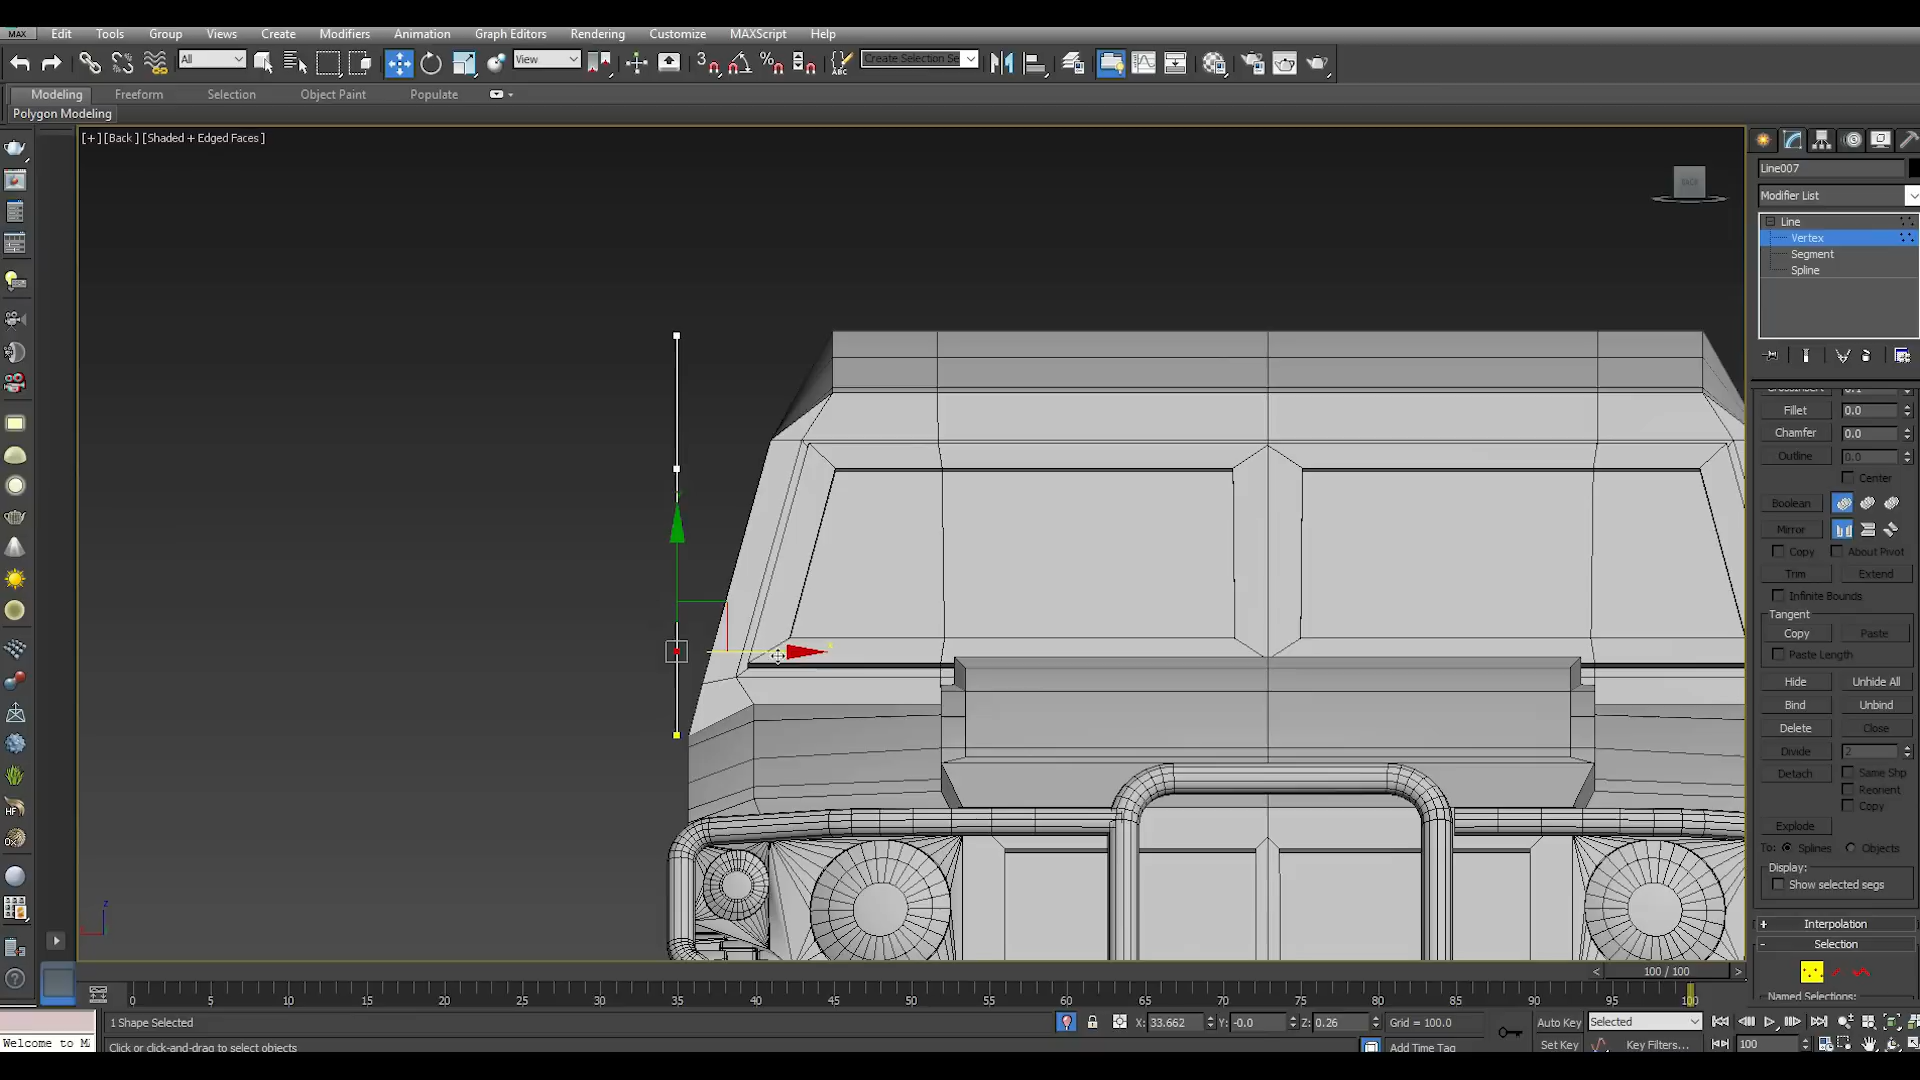 MAX Edit Tools Group Views Create Modifiers Animation Graph Editors Rendering Customize MAXScript Help
All View Create Selection Se
Modeling Freeform Selection Object Paint Populate
Polygon Modeling
[+] [Back] [Shaded + Edged Faces]
BACK
Line007
Modifier List
Line
Vertex
Segment
Spline
Fillet 0.0
Chamfer 0.0
Outline 0.0
Center
Boolean
Mirror
Copy About Pivot
Trim Extend
Infinite Bounds
Tangent
Copy Paste
Paste Length
Hide Unhide All
Bind Unbind
Delete Close
Divide 2
Detach Same Shp
Reorient
Copy
Explode
To: Splines Objects
Display:
Show selected segs
+ Interpolation
- Selection
Named Selections:
z
< 100 / 100 >
0 5 10 15 20 25 30 35 40 45 50 55 60 65 70 75 80 85 90 95 100
1 Shape Selected X: 33.662 Y: -0.0 Z: 0.26 Grid = 100.0 Auto Key Selected
Welcome to M Click or click-and-drag to select objects Add Time Tag Set Key Key Filters... 100